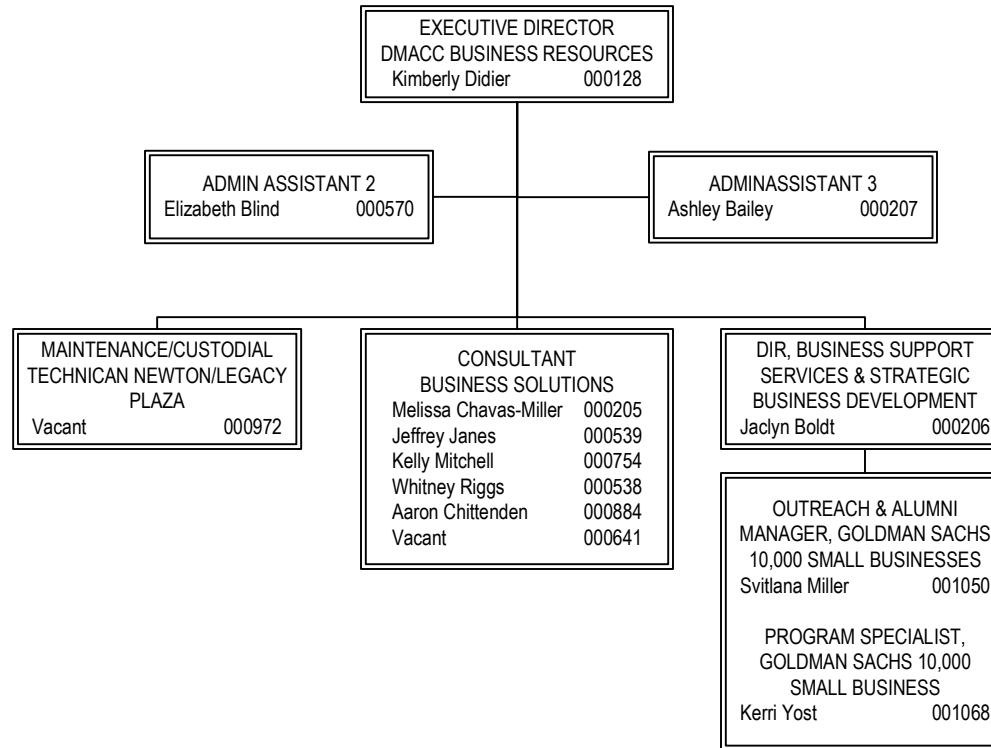 EXECUTIVE DIRECTOR
DMACC BUSINESS RESOURCES
Kimberly Didier 000128
ADMIN ASSISTANT 2
Elizabeth Blind 000570
ADMINASSISTANT 3
Ashley Bailey 000207
MAINTENANCE/CUSTODIAL
TECHNICAN NEWTON/LEGACY
PLAZA
Vacant 000972
CONSULTANT
BUSINESS SOLUTIONS
Melissa Chavas-Miller 000205
Jeffrey Janes 000539
Kelly Mitchell 000754
Whitney Riggs 000538
Aaron Chittenden 000884
Vacant 000641
DIR, BUSINESS SUPPORT
SERVICES & STRATEGIC
BUSINESS DEVELOPMENT
Jaclyn Boldt 000206
OUTREACH & ALUMNI
MANAGER, GOLDMAN SACHS
10,000 SMALL BUSINESSES
Svitlana Miller 001050
PROGRAM SPECIALIST,
GOLDMAN SACHS 10,000
SMALL BUSINESS
Kerri Yost 001068